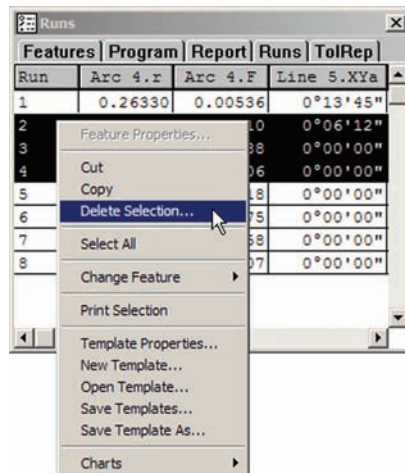 Runs
Features Program Report Runs TolRep
Run Arc 4.r Arc 4.F Line 5.XYa
1 0.26330 0.00536 0°13'45"
2 10 0°06'12"
3 38 0°00'00"
4 06 0°00'00"
5 18 0°00'00"
6 75 0°00'00"
7 58 0°00'00"
8 07 0°00'00"
Feature Properties...
Cut
Copy
Delete Selection...
Select All
Change Feature
Print Selection
Template Properties...
New Template...
Open Template...
Save Templates...
Save Template As...
Charts